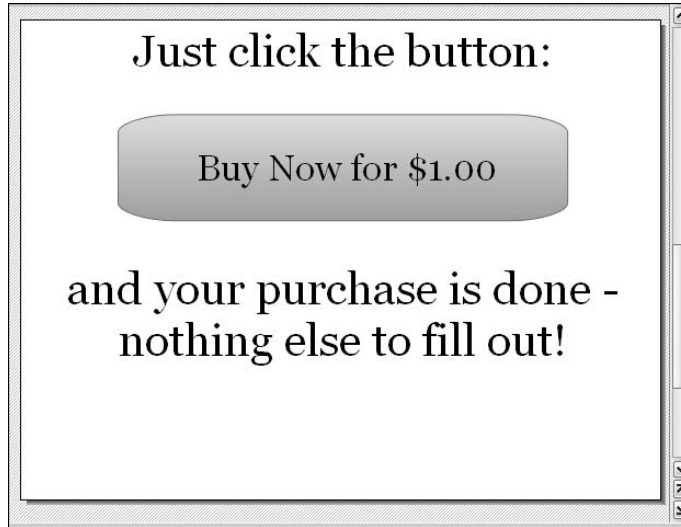 Just click the button:
Buy Now for $1.00
and your purchase is done -
nothing else to fill out!